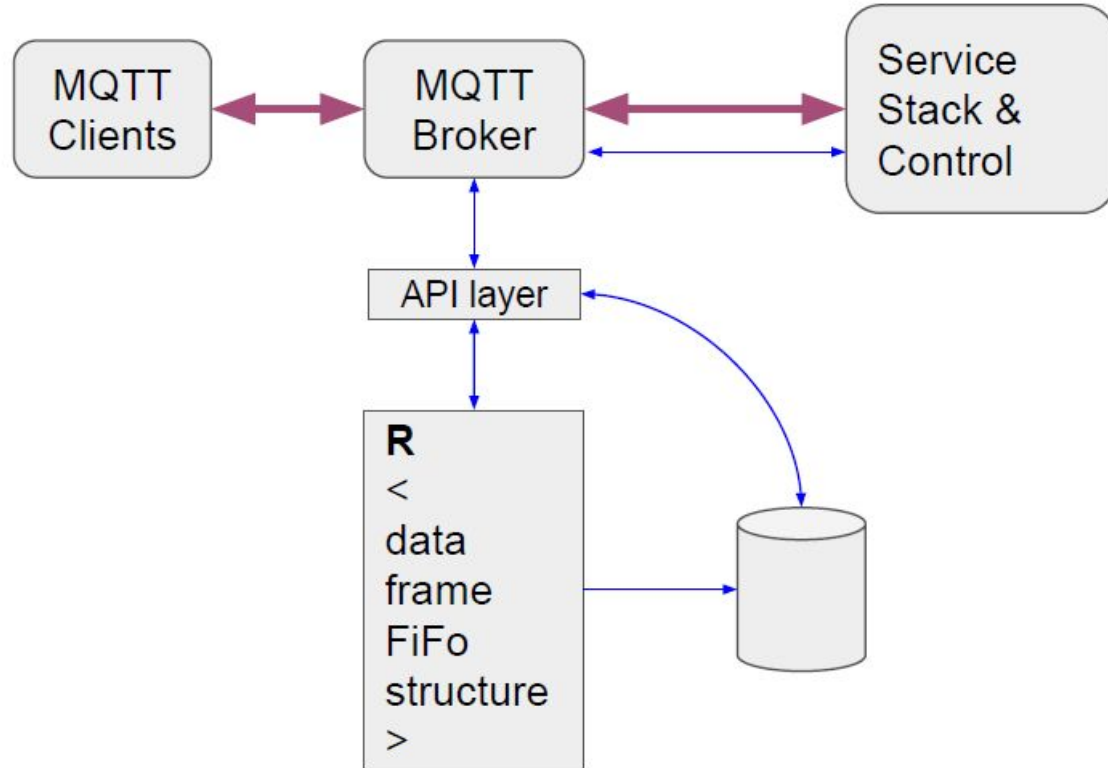 MQTT
Clients
MQTT
Broker
Service
Stack &
Control
API layer
R
<
data
frame
FiFo
structure
>